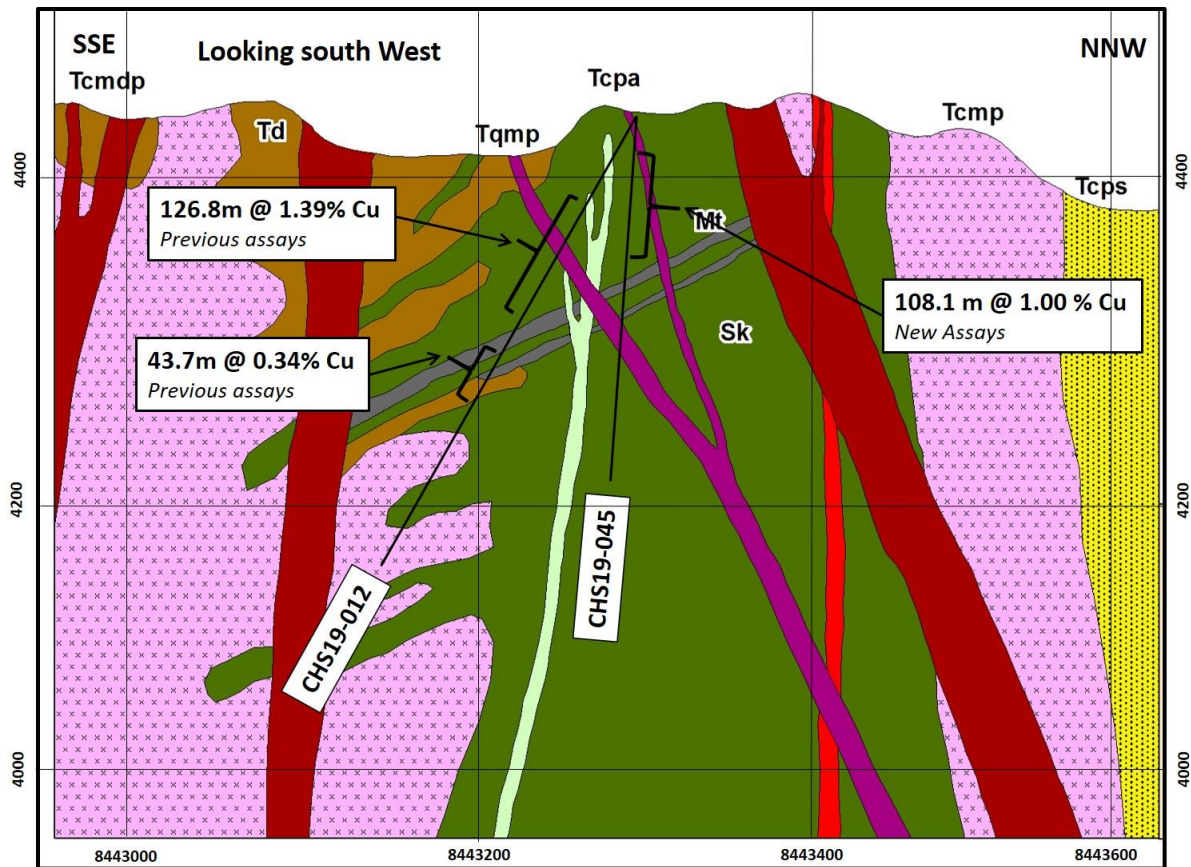 SSE
Looking south West
NNW
Tcmdp
Tcpa
Td
Tqmp
Tcmp
Tcps
4400
4400
126.8m @ 1.39% Cu
Previous assays
Mt
108.1 m @ 1.00 % Cu
New Assays
43.7m @ 0.34% Cu
Previous assays
Sk
4200
4200
CHS19-045
CHS19-012
4000
4000
8443000
8443200
8443400
8443600